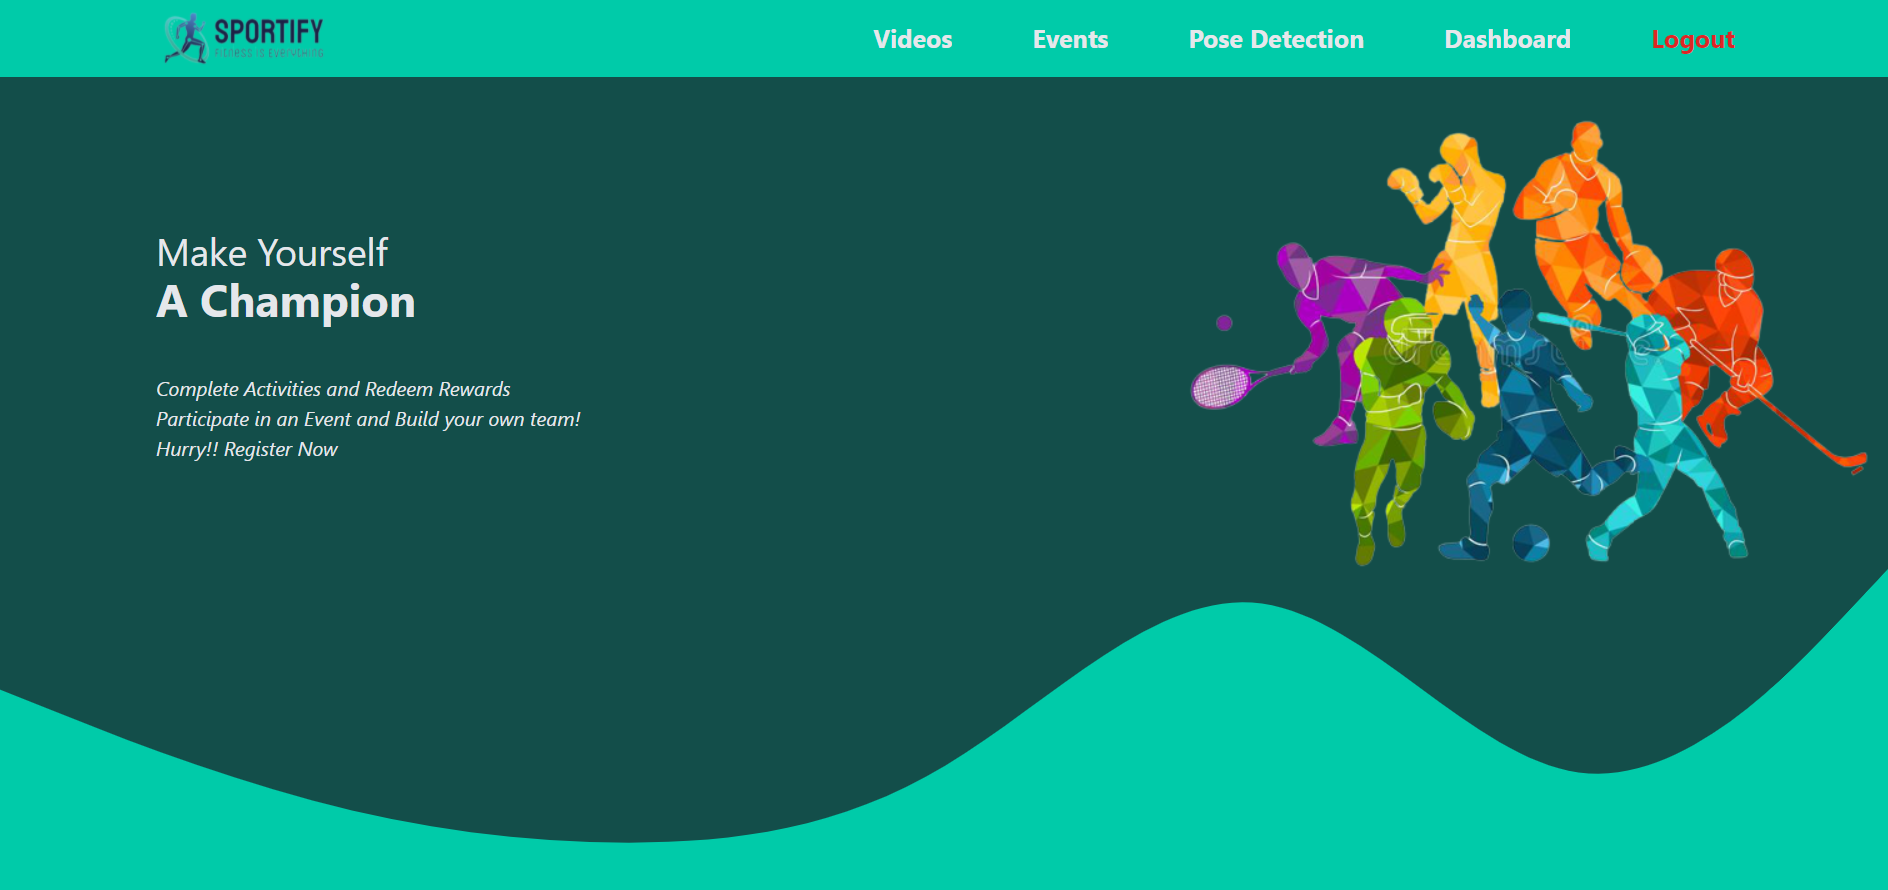 SPORTIFY
Fitness is Everything
Videos
Events
Pose Detection
Dashboard
Logout
Make Yourself
A Champion
Complete Activities and Redeem Rewards
Participate in an Event and Build your own team!
Hurry!! Register Now